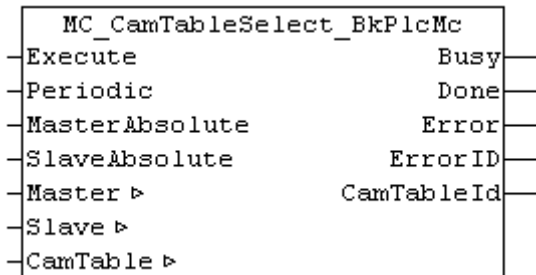 MC_CamTableSelect_BkPlcMc
Execute Busy
Periodic Done
MasterAbsolute Error
SlaveAbsolute ErrorID
Master ▷ CamTableId
Slave ▷
CamTable ▷